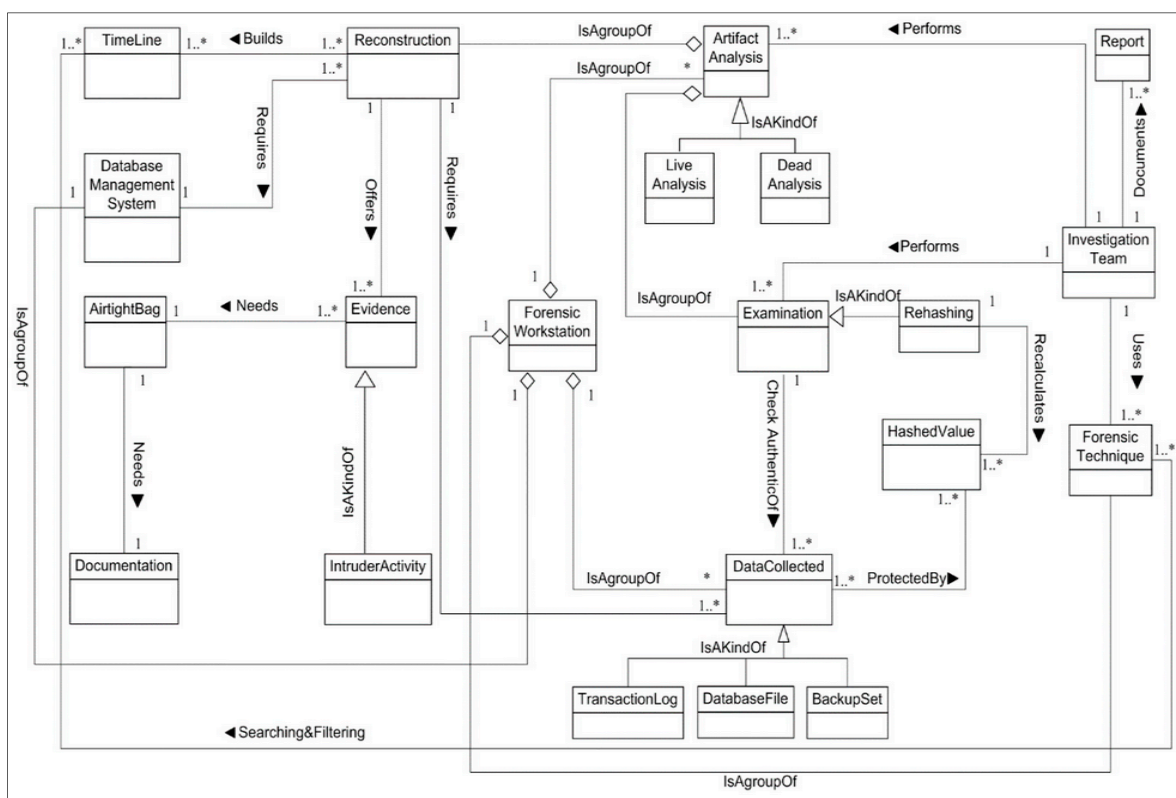 TimeLine
1..*
1..*
◄ Builds
1..*
Reconstruction
1..*
1
1
IsAgroupOf
Artifact
Analysis
1..*
◄ Performs
Report
1..*
IsAgroupOf
*
IsAKindOf
Live
Analysis
Dead
Analysis
Documents ►
1
1
Investigation
Team
1
1
Requires ►
Database
Management
System
1
1
Offers ►
Requires ►
◄ Performs
1..*
AirtightBag
1
◄ Needs
1..*
1..*
Evidence
1
Forensic
Workstation
1
1
1
IsAgroupOf
Examination
1
IsAKindOf
Rehashing
1
Recalculates ►
Uses ►
IsAgroupOf
1
Needs ►
1
IsAKindOf
Check AuthenticOf ►
HashedValue
1..*
1..*
1..*
Forensic
Technique
1..*
Documentation
IntruderActivity
IsAgroupOf
*
1..*
1..*
DataCollected
1..*
ProtectedBy ►
IsAKindOf
TransactionLog
DatabaseFile
BackupSet
◄ Searching&Filtering
IsAgroupOf